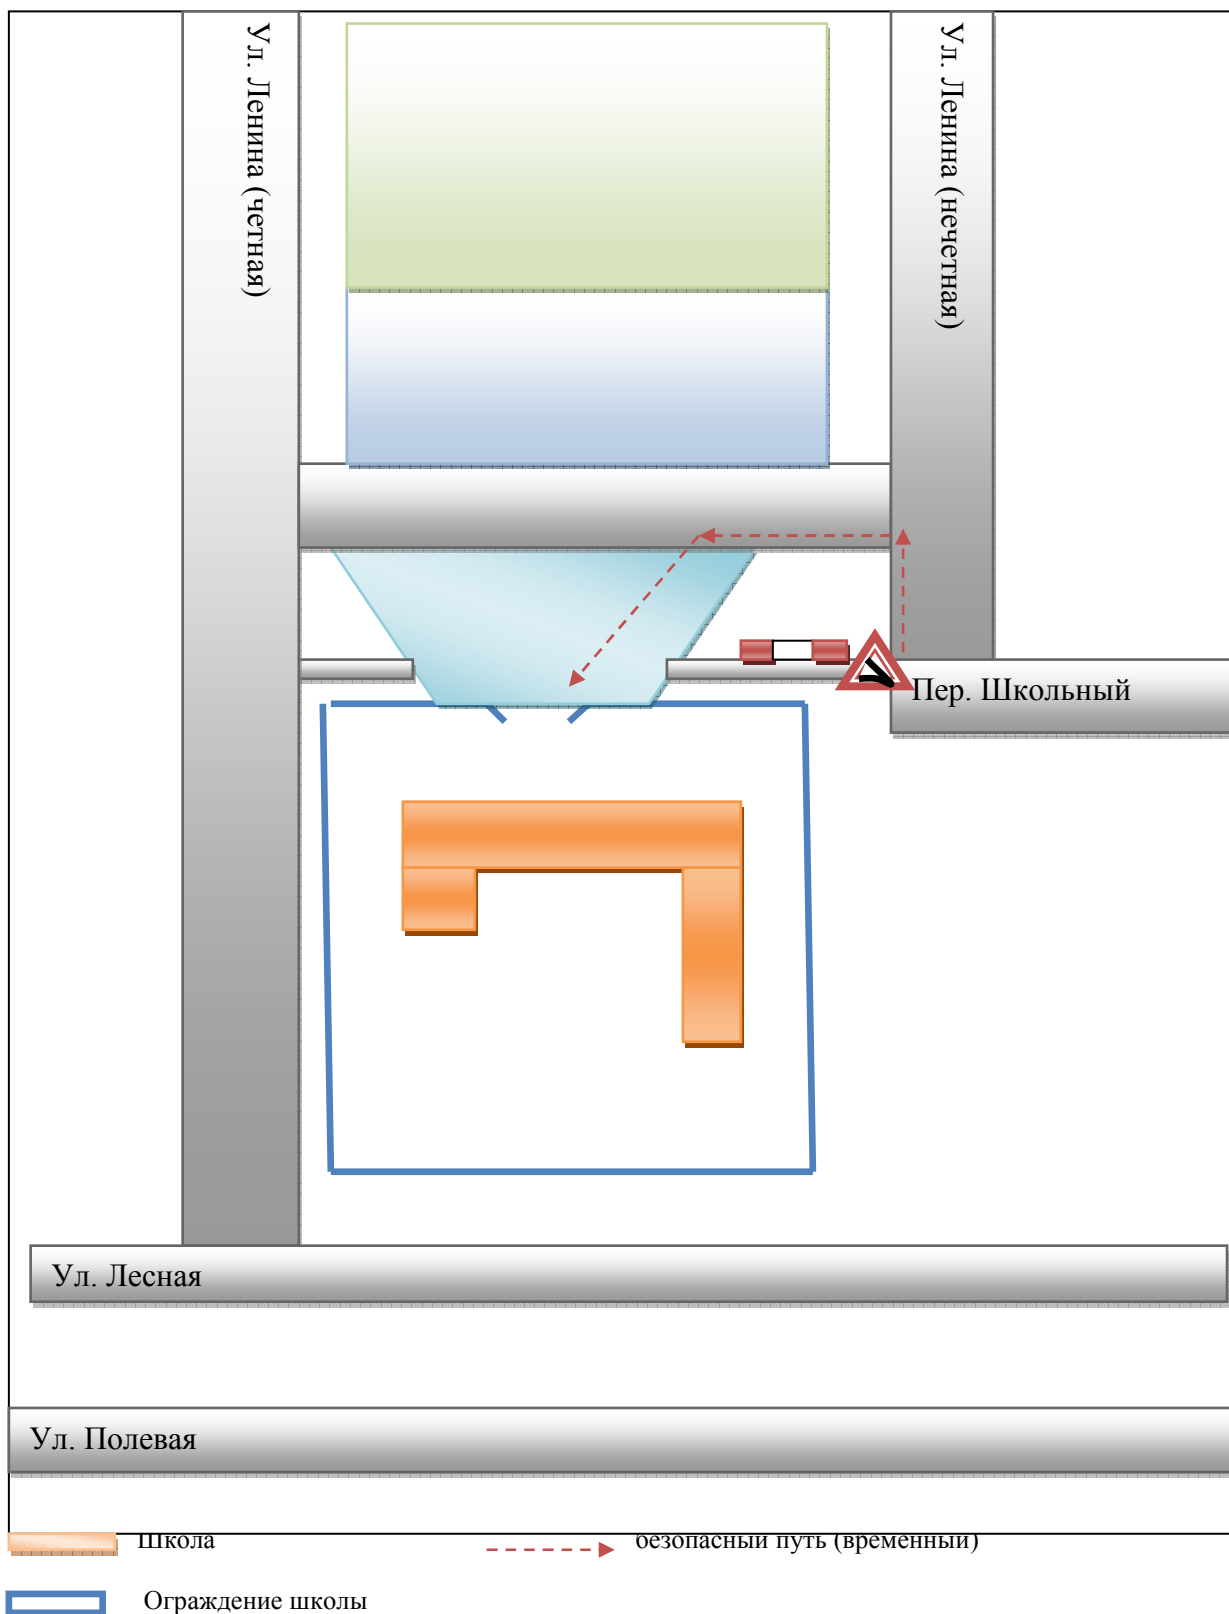 Ул. Ленина (четная)
Ул. Ленина (нечетная)
Пер. Школьный
Ул. Лесная
Ул. Полевая
Школа
безопасный путь (временный)
Ограждение школы